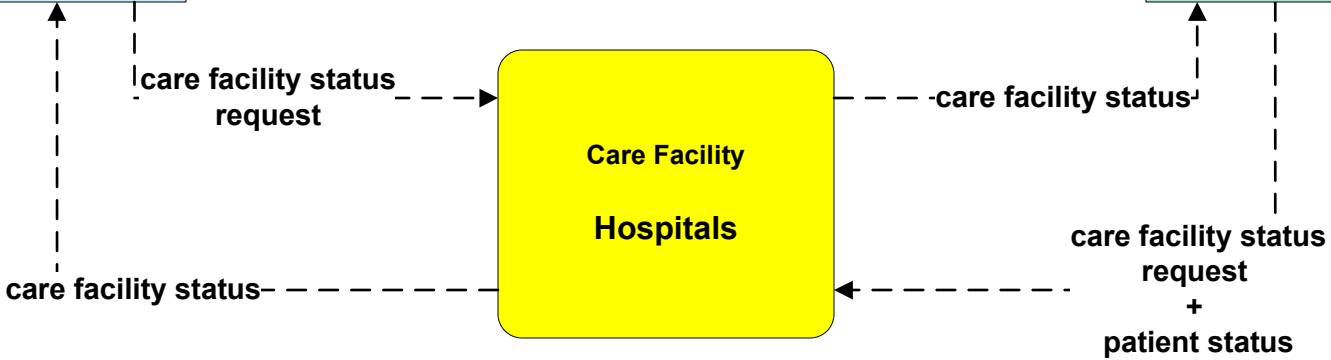 care facility status
request
care facility status
Care Facility
Hospitals
care facility status
care facility status
request
+
patient status